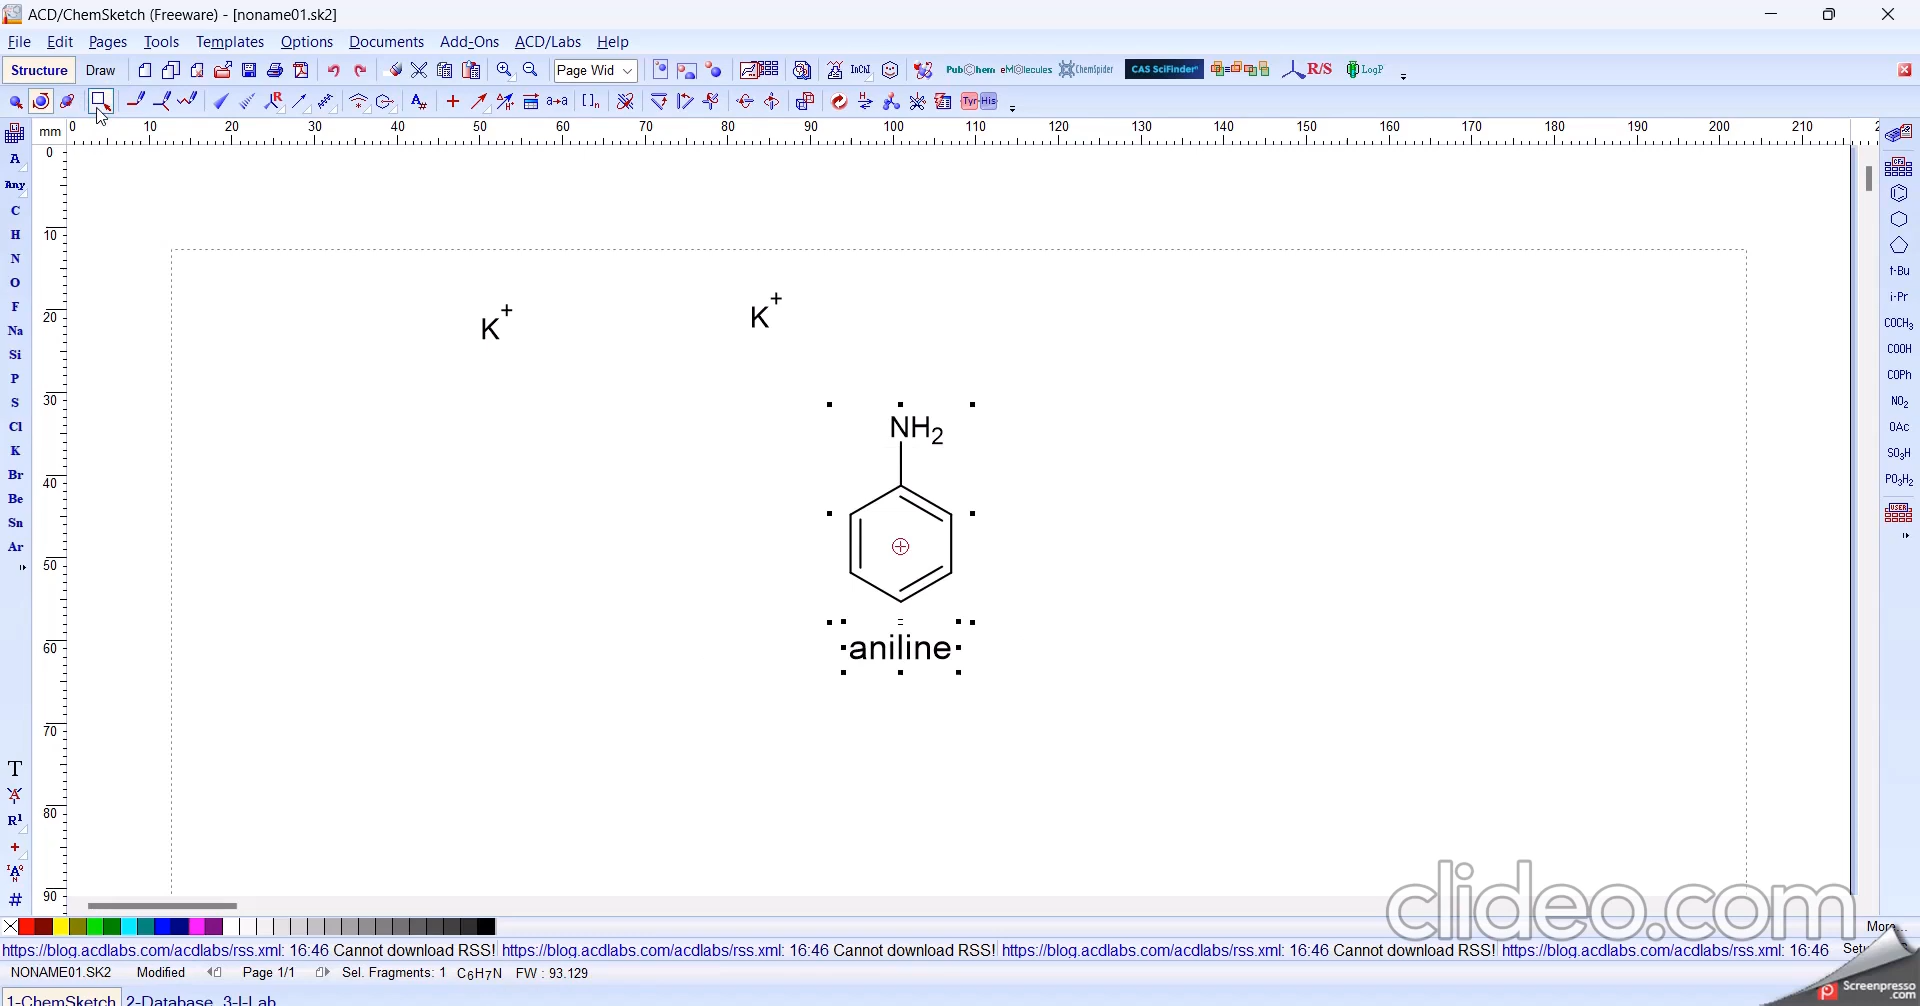 ACD/ChemSketch (Freeware) - [noname01.sk2]
File Edit Pages Tools Templates Options Documents Add-Ons ACD/Labs Help
Structure Draw Page Wid InChI PubChem eMolecules ChemSpider CAS SciFinder R/S LogP
Tyr His
mm 0 10 20 30 40 50 60 70 80 90 100 110 120 130 140 150 160 170 180 190 200 210
0
10
20
30
40
50
60
70
80
90
A
Any
C
H
N
O
F
Na
Si
P
S
Cl
K
Br
Be
Sn
Ar
T
R1
#
K+
K+
NH2
aniline
t-Bu
i-Pr
COCH3
COOH
COPh
NO2
OAc
SO3H
PO3H2
USER
clideo.com
More...
https://blog.acdlabs.com/acdlabs/rss.xml: 16:46 Cannot download RSS! https://blog.acdlabs.com/acdlabs/rss.xml: 16:46 Cannot download RSS! https://blog.acdlabs.com/acdlabs/rss.xml: 16:46 Cannot download RSS! https://blog.acdlabs.com/acdlabs/rss.xml: 16:46
NONAME01.SK2 Modified Page 1/1 Sel. Fragments: 1 C6H7N FW : 93.129
1-ChemSketch 2-Database 3-I-Lab
Screenpresso
.com